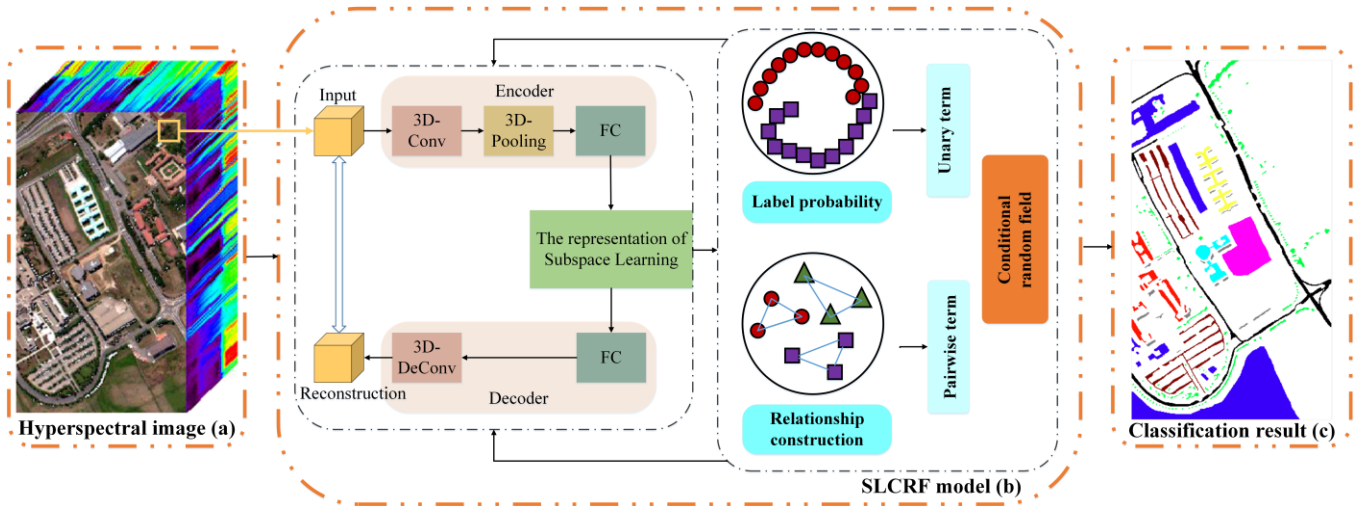 Hyperspectral image (a)
Input
Encoder
3D-
Conv
3D-
Pooling
FC
The representation of
Subspace Learning
3D-
DeConv
FC
Reconstruction
Decoder
Label probability
Unary term
Relationship
construction
Pairwise term
Conditional
random field
SLCRF model (b)
Classification result (c)